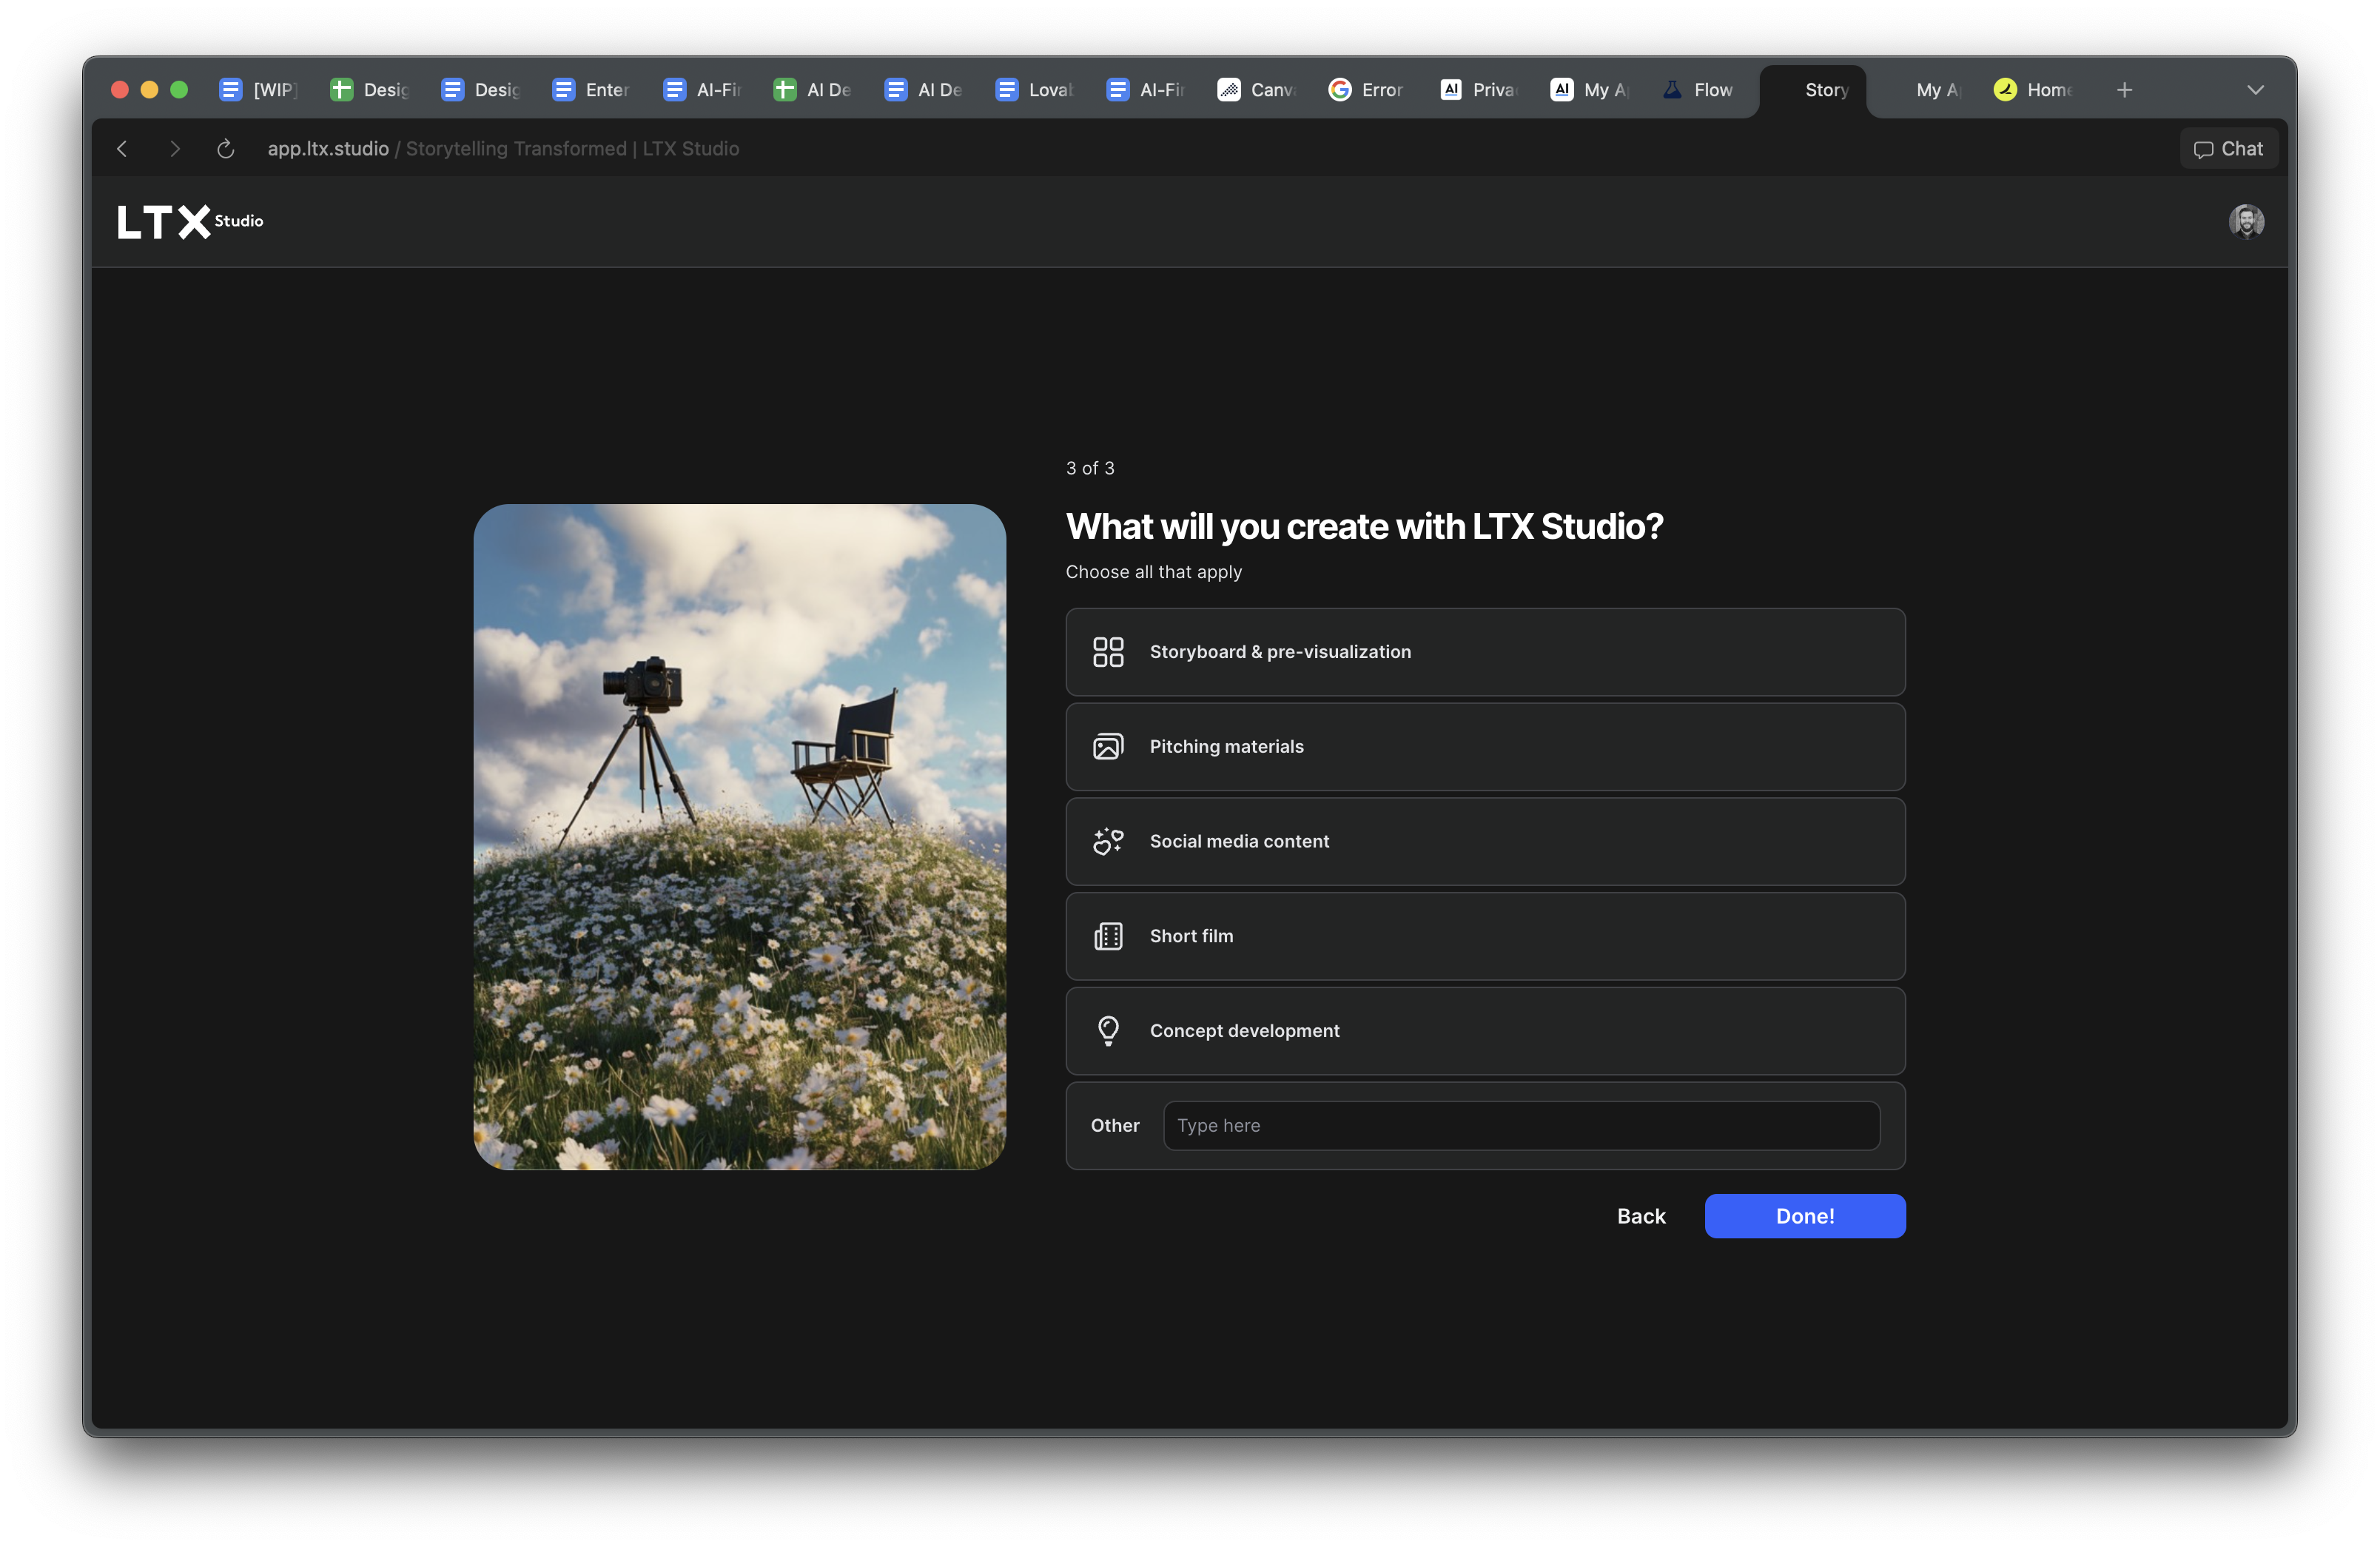 [WIP] Desig Desig Enter AI-Fir AI De AI De Lovab AI-Fir Canv Error Priva My A Flow Story My A Home
app.ltx.studio / Storytelling Transformed | LTX Studio
Chat
LTX Studio
3 of 3
What will you create with LTX Studio?
Choose all that apply
Storyboard & pre-visualization
Pitching materials
Social media content
Short film
Concept development
Other
Type here
Back
Done!